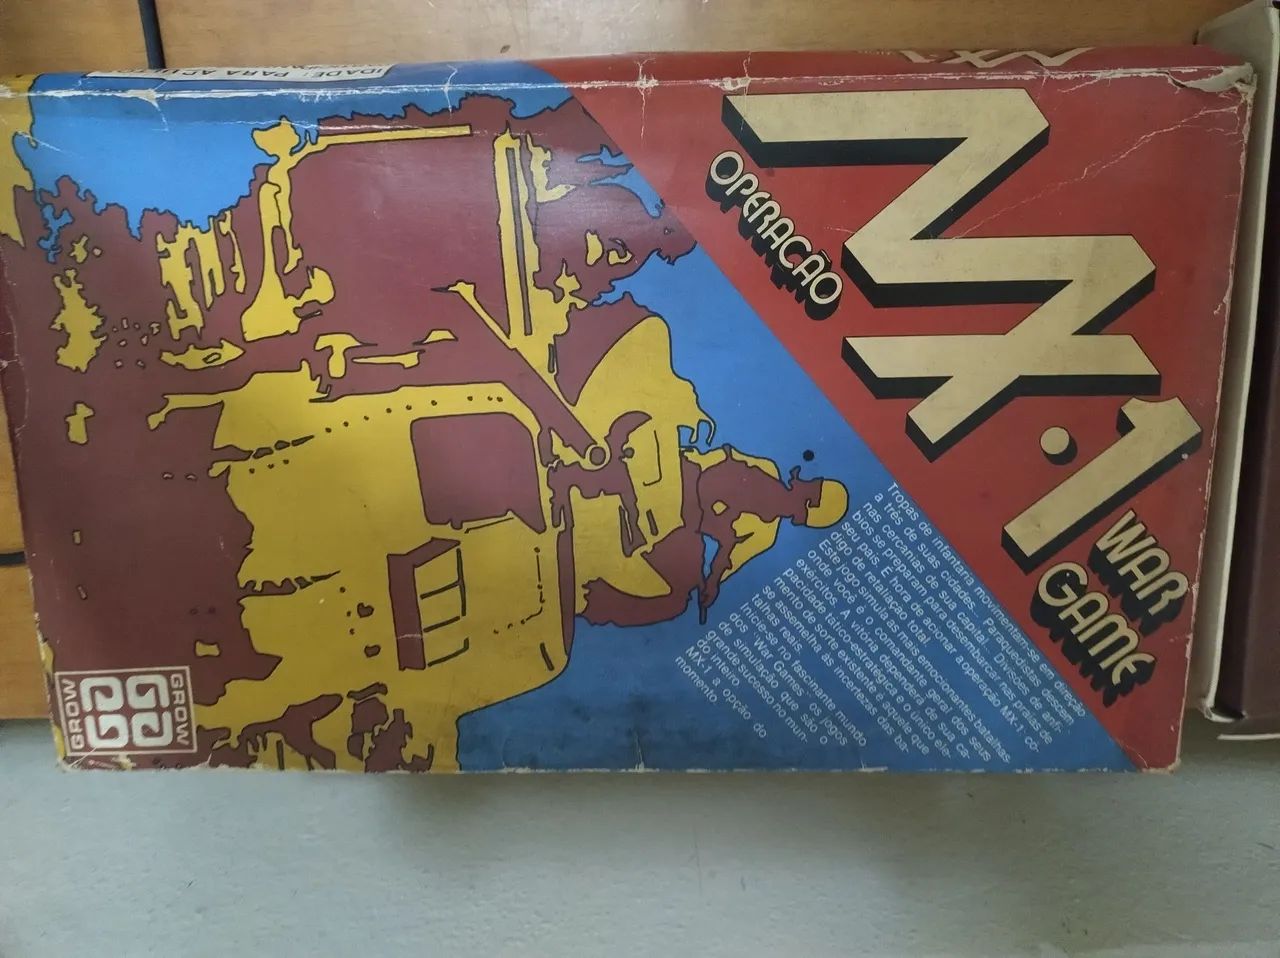 IDADE: PARA
MX·1
OPERAÇÃO
MX·1
WAR
GAME
Tropas de infantaria movimentam-se em direção
a três de suas cidades... Paraquedistas descem
nas cercanias de sua capital... Divisões de anfí-
bios se preparam para desembarcar nas praias de
seu país. É hora de acionar a operação MX-1: có-
digo de retaliação total.
Este jogo simula as mais emocionantes batalhas,
onde você é o comandante geral dos seus
exércitos. A vitória dependerá de sua ca-
pacidade tático-estratégica e o único ele-
mento de sorte existente é aquele que
se assemelha às incertezas das ba-
talhas reais.
Inicie-se no fascinante mundo
dos "War Games": os jogos
de simulação que são o
grande sucesso no mun-
do inteiro.
MX-1 a opção do
momento.
GROW
GROW